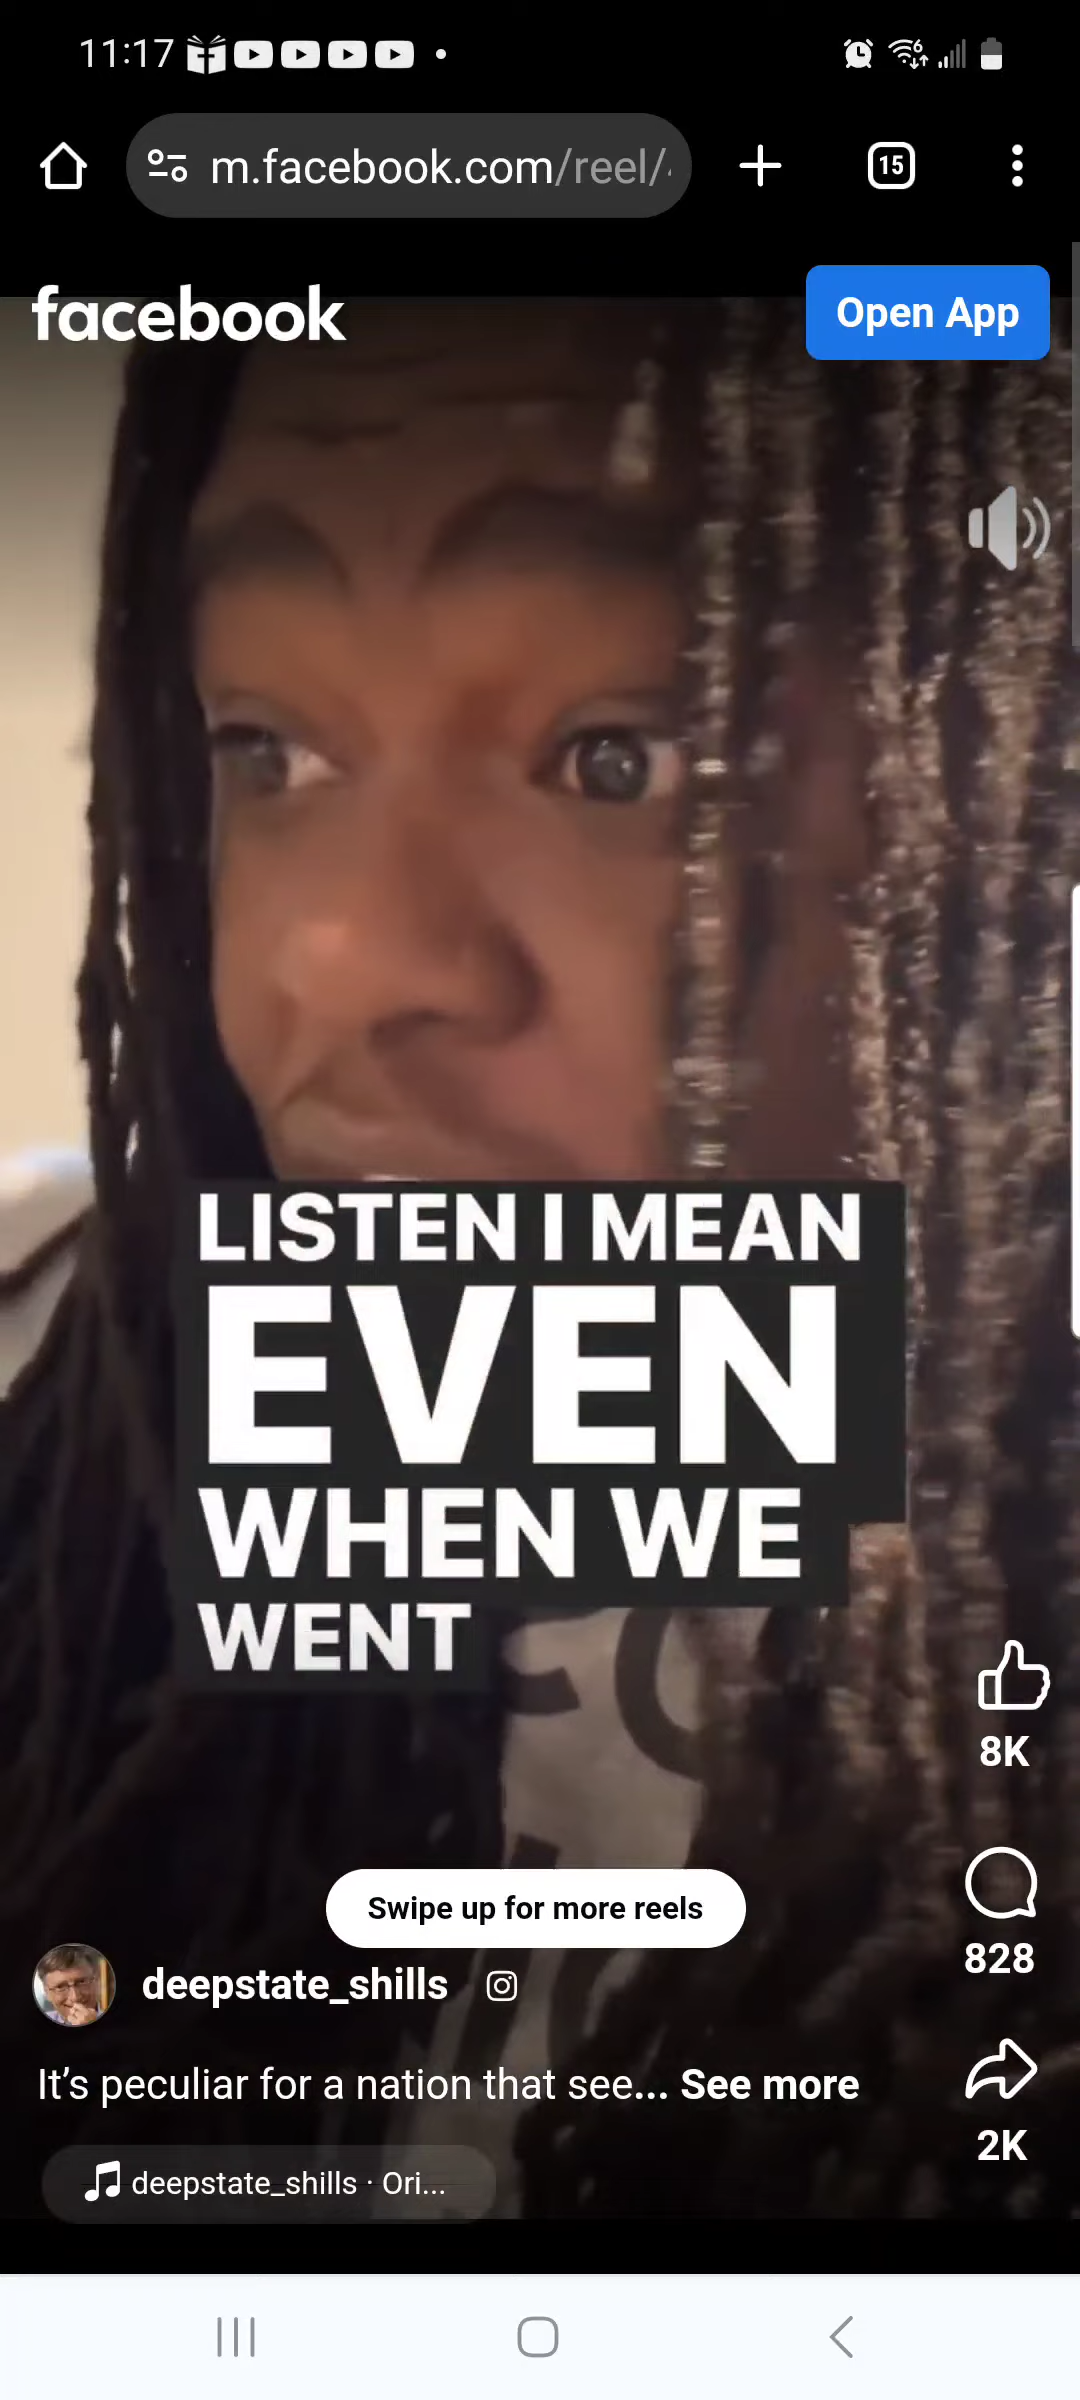 11:17
m.facebook.com/reel/
15
facebook
Open App
LISTEN I MEAN
EVEN
WHEN WE
WENT
8K
Swipe up for more reels
828
deepstate_shills
It’s peculiar for a nation that see... See more
2K
deepstate_shills · Ori...